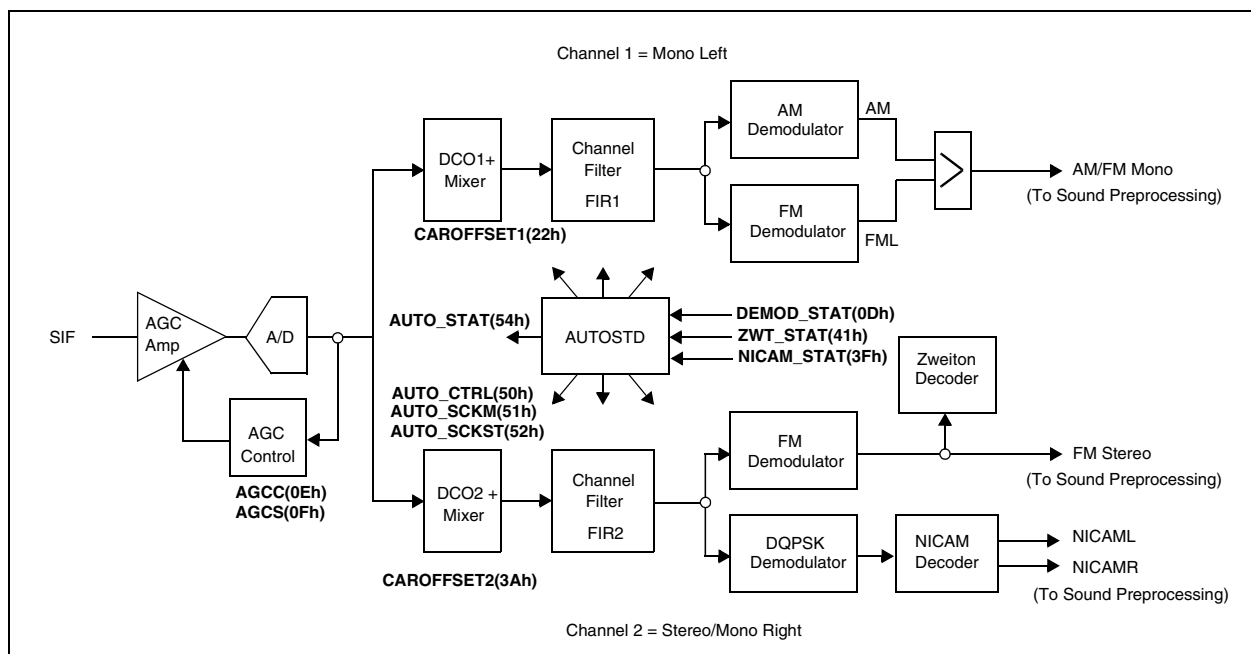 Channel 1 = Mono Left
AM
Demodulator
AM
DCO1+
Mixer
Channel
Filter
FIR1
AM/FM Mono
(To Sound Preprocessing)
FM
Demodulator
FML
CAROFFSET1(22h)
SIF
AGC
Amp
A/D
AUTO_STAT(54h)
AUTOSTD
DEMOD_STAT(0Dh)
ZWT_STAT(41h)
NICAM_STAT(3Fh)
Zweiton
Decoder
AUTO_CTRL(50h)
AUTO_SCKM(51h)
AUTO_SCKST(52h)
AGC
Control
AGCC(0Eh)
AGCS(0Fh)
DCO2 +
Mixer
Channel
Filter
FIR2
FM
Demodulator
FM Stereo
(To Sound Preprocessing)
DQPSK
Demodulator
NICAM
Decoder
NICAML
NICAMR
(To Sound Preprocessing)
CAROFFSET2(3Ah)
Channel 2 = Stereo/Mono Right